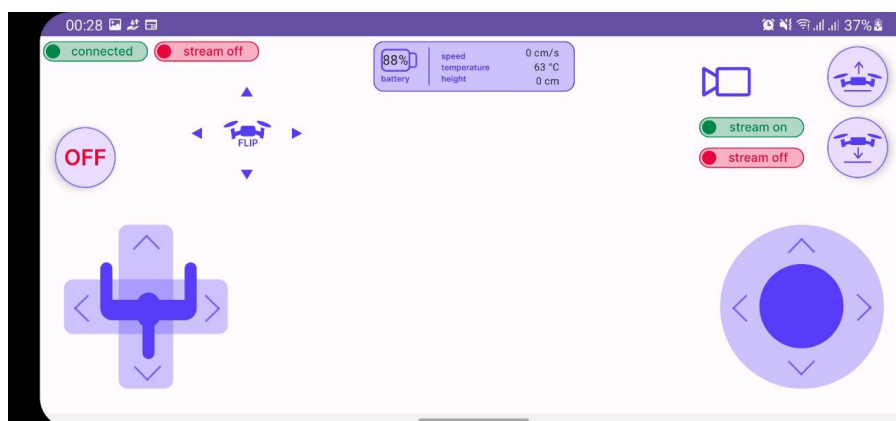 00:28 37%
connected stream off
88% battery
speed 0 cm/s
temperature 63 °C
height 0 cm
FLIP
OFF
stream on
stream off